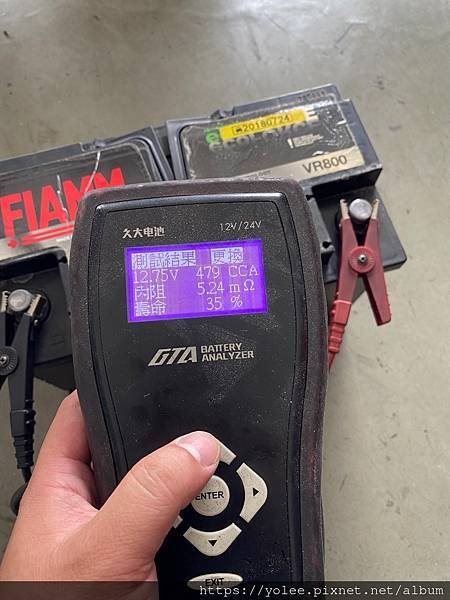 20180724
ECOFORCE
VR800
FIAMM
久大电池
12V/24V
測試結果 更換
12.75V 479 CCA
內阻 5.24 mΩ
壽命 35 %
GTA BATTERY ANALYZER
ENTER
EXIT
https://yolee.pixnet.net/album